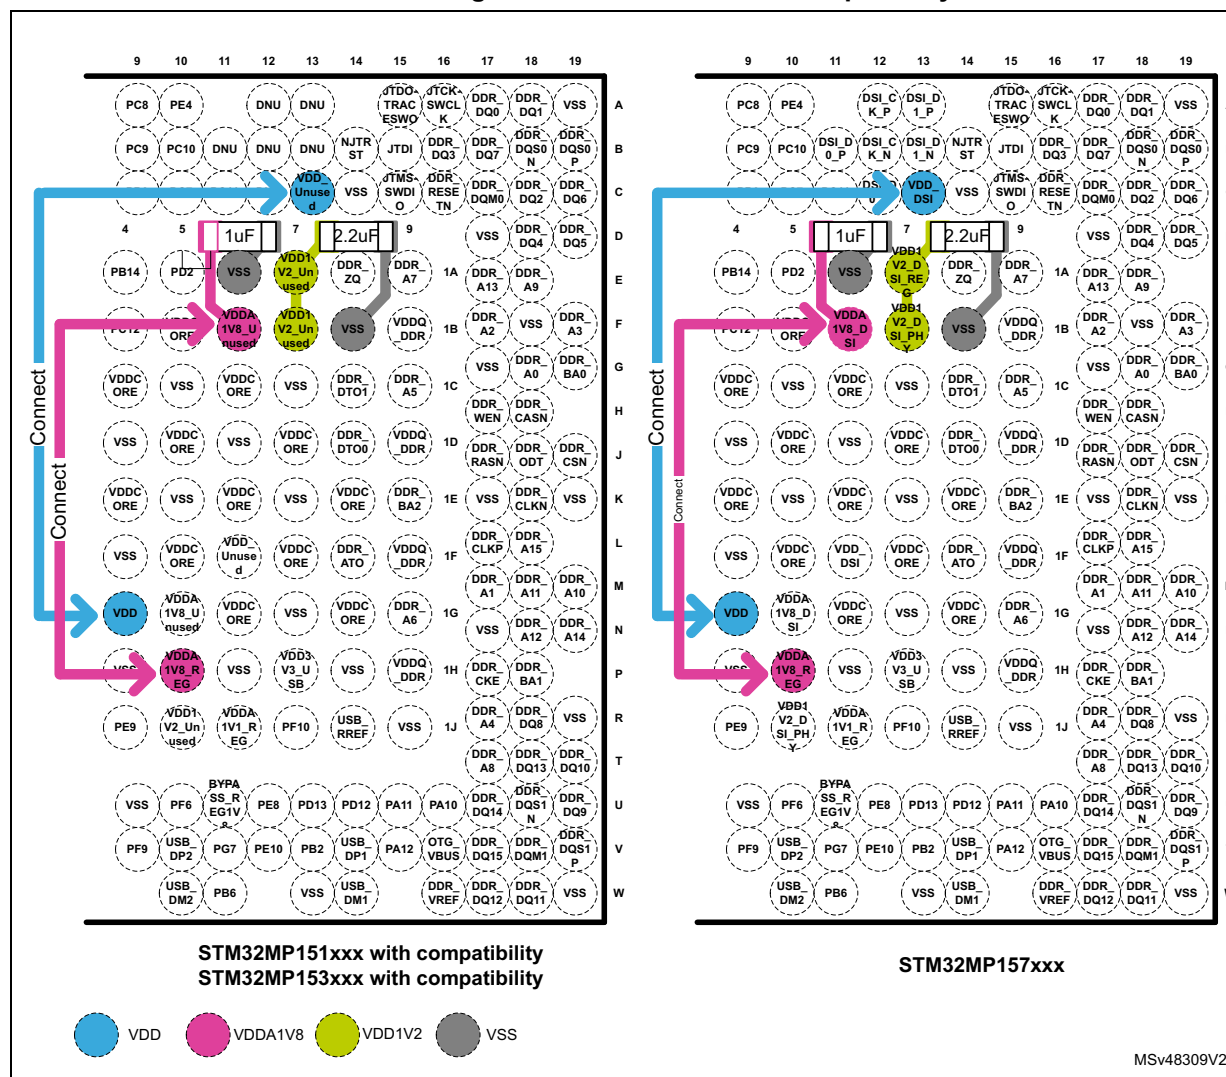 9 10 11 12 13 14 15 16 17 18 19
PC8 PE4 DNU DNU JTDO-TRACESWO JTCK-SWCLK DDR_DQ0 DDR_DQ1 VSS A
PC9 PC10 DNU DNU DNU NJTRST JTDI DDR_DQ3 DDR_DQ7 DDR_DQS0N DDR_DQS0P B
VDD_Unused VSS JTMS-SWDIO DDR_RESETN DDR_DQM0 DDR_DQ2 DDR_DQ6 C
4 5 1uF 7 2.2uF 9 VSS DDR_DQ4 DDR_DQ5 D
PB14 PD2 VSS VDD1V2_Unused DDR_ZQ DDR_A7 1A DDR_A13 DDR_A9 E
PC12 VDDCORE VDDA1V8_Unused VDD1V2_Unused VSS VDDQ_DDR 1B DDR_A2 VSS DDR_A3 F
VSS DDR_A0 DDR_BA0 G
VDDCORE VSS VDDCORE VSS DDR_DTO1 DDR_A5 1C
DDR_WEN DDR_CASN H
VSS VDDCORE VSS VDDCORE DDR_DTO0 VDDQ_DDR 1D
DDR_RASN DDR_ODT DDR_CSN J
VDDCORE VSS VDDCORE VSS VDDCORE DDR_BA2 1E VSS DDR_CLKN VSS K
VSS VDDCORE VDD_Unused VDDCORE DDR_ATO VDDQ_DDR 1F DDR_CLKP DDR_A15 L
DDR_A1 DDR_A11 DDR_A10 M
VDD VDDA1V8_Unused VDDCORE VSS VDDCORE DDR_A6 1G
VSS DDR_A12 DDR_A14 N
VSS VDDA1V8_REG VSS VDD3V3_USB VSS VDDQ_DDR 1H DDR_CKE DDR_BA1 P
PE9 VDD1V2_Unused VDDA1V1_REG PF10 USB_RREF VSS 1J DDR_A4 DDR_DQ8 VSS R
DDR_A8 DDR_DQ13 DDR_DQ10 T
VSS PF6 BYPASS_REG1V8 PE8 PD13 PD12 PA11 PA10 DDR_DQ14 DDR_DQS1N DDR_DQ9 U
PF9 USB_DP2 PG7 PE10 PB2 USB_DP1 PA12 OTG_VBUS DDR_DQ15 DDR_DQM1 DDR_DQS1P V
USB_DM2 PB6 VSS USB_DM1 DDR_VREF DDR_DQ12 DDR_DQ11 VSS W
Connect
Connect
STM32MP151xxx with compatibility
STM32MP153xxx with compatibility
9 10 11 12 13 14 15 16 17 18 19
PC8 PE4 DSI_CK_P DSI_D1_P JTDO-TRACESWO JTCK-SWCLK DDR_DQ0 DDR_DQ1 VSS
PC9 PC10 DSI_D0_P DSI_CK_N DSI_D1_N NJTRST JTDI DDR_DQ3 DDR_DQ7 DDR_DQS0N DDR_DQS0P
VDD_DSI VSS JTMS-SWDIO DDR_RESETN DDR_DQM0 DDR_DQ2 DDR_DQ6
4 5 1uF 7 2.2uF 9 VSS DDR_DQ4 DDR_DQ5
PB14 PD2 VSS VDD1V2_DSI_REG DDR_ZQ DDR_A7 1A DDR_A13 DDR_A9
PC12 VDDCORE VDDA1V8_DSI VDD1V2_DSI_PHY VSS VDDQ_DDR 1B DDR_A2 VSS DDR_A3
VSS DDR_A0 DDR_BA0
VDDCORE VSS VDDCORE VSS DDR_DTO1 DDR_A5 1C
DDR_WEN DDR_CASN
VSS VDDCORE VSS VDDCORE DDR_DTO0 VDDQ_DDR 1D
DDR_RASN DDR_ODT DDR_CSN
VDDCORE VSS VDDCORE VSS VDDCORE DDR_BA2 1E VSS DDR_CLKN VSS
VSS VDDCORE VDD_DSI VDDCORE DDR_ATO VDDQ_DDR 1F DDR_CLKP DDR_A15
DDR_A1 DDR_A11 DDR_A10
VDD VDDA1V8_DSI VDDCORE VSS VDDCORE DDR_A6 1G
VSS DDR_A12 DDR_A14
VSS VDDA1V8_REG VSS VDD3V3_USB VSS VDDQ_DDR 1H DDR_CKE DDR_BA1
PE9 VDD1V2_DSI_PHY VDDA1V1_REG PF10 USB_RREF VSS 1J DDR_A4 DDR_DQ8 VSS
DDR_A8 DDR_DQ13 DDR_DQ10
VSS PF6 BYPASS_REG1V8 PE8 PD13 PD12 PA11 PA10 DDR_DQ14 DDR_DQS1N DDR_DQ9
PF9 USB_DP2 PG7 PE10 PB2 USB_DP1 PA12 OTG_VBUS DDR_DQ15 DDR_DQM1 DDR_DQS1P
USB_DM2 PB6 VSS USB_DM1 DDR_VREF DDR_DQ12 DDR_DQ11 VSS
Connect
Connect
STM32MP157xxx
VDD VDDA1V8 VDD1V2 VSS
MSv48309V2